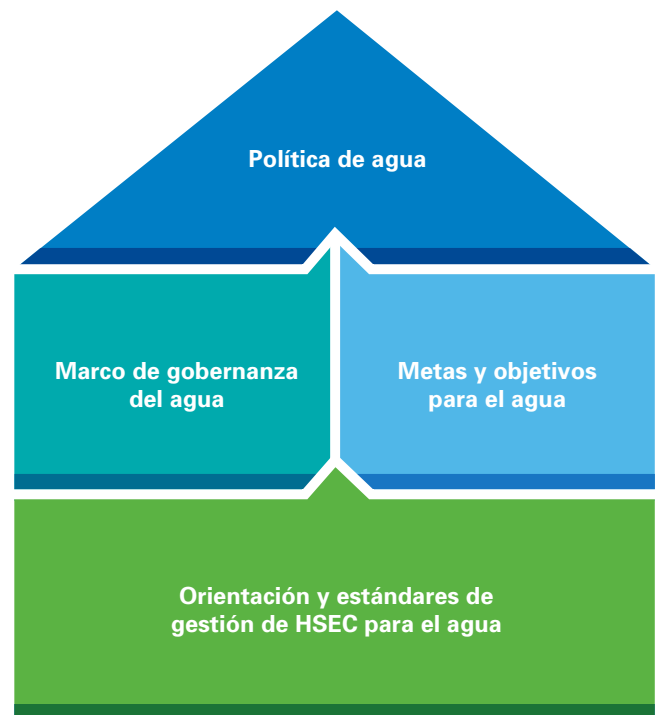 Política de agua
Marco de gobernanza
del agua
Metas y objetivos
para el agua
Orientación y estándares de
gestión de HSEC para el agua